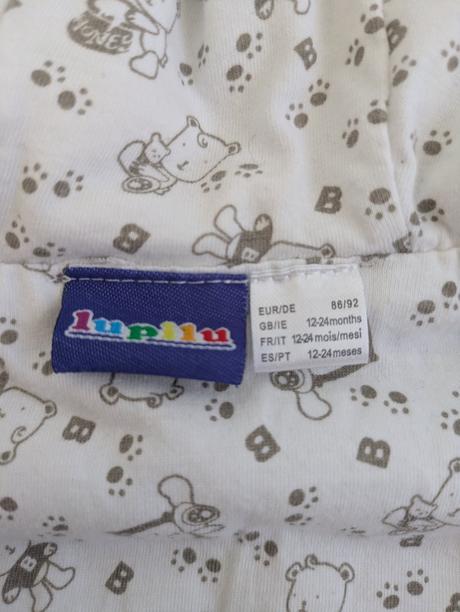 JONES
B
B
B
lupilu
EUR/DE 86/92
GB/IE 12-24months
FR/IT 12-24 mois/mesi
ES/PT 12-24 meses
B
B
B
B
B